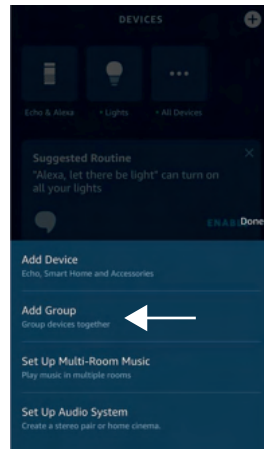 DEVICES
Echo & Alexa
• Lights
• All Devices
Suggested Routine
"Alexa, let there be light" can turn on
all your lights
ENAB
Done
Add Device
Echo, Smart Home and Accessories
Add Group
Group devices together
Set Up Multi-Room Music
Play music in multiple rooms
Set Up Audio System
Create a stereo pair or home cinema.